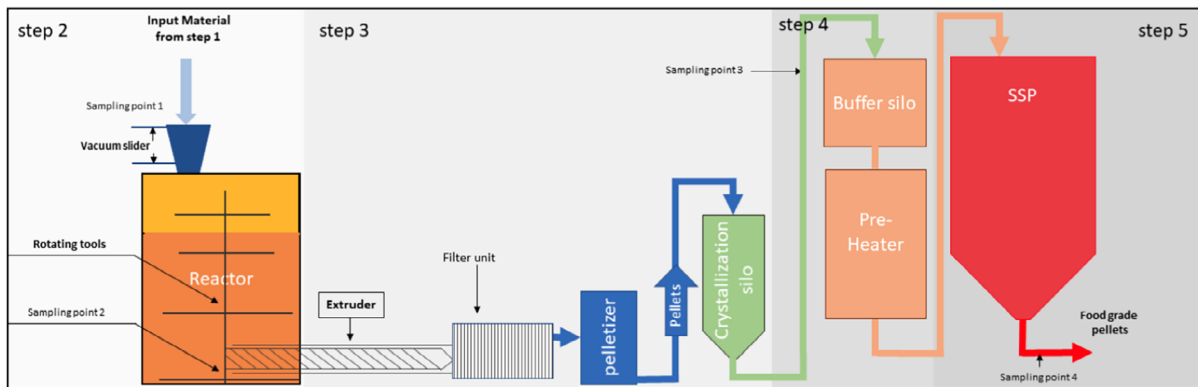 step 2
Input Material
from step 1
Sampling point 1
Vacuum slider
Rotating tools
Reactor
Sampling point 2
step 3
Extruder
Filter unit
pelletizer
Pellets
Crystallization
silo
step 4
Sampling point 3
Buffer silo
Pre-
Heater
step 5
SSP
Food grade
pellets
Sampling point 4